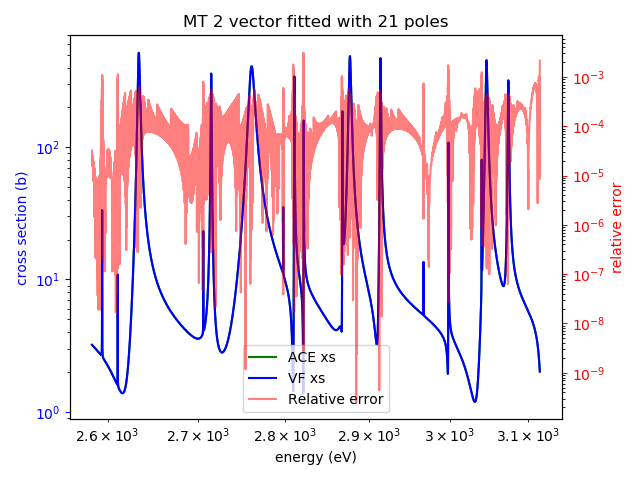 MT 2 vector fitted with 21 poles
cross section (b)
10²
10¹
10⁰
10⁻³
10⁻⁴
10⁻⁵
10⁻⁶
10⁻⁷
10⁻⁸
10⁻⁹
relative error
ACE xs
VF xs
Relative error
2.6 × 10³ 2.7 × 10³ 2.8 × 10³ 2.9 × 10³ 3 × 10³ 3.1 × 10³
energy (eV)